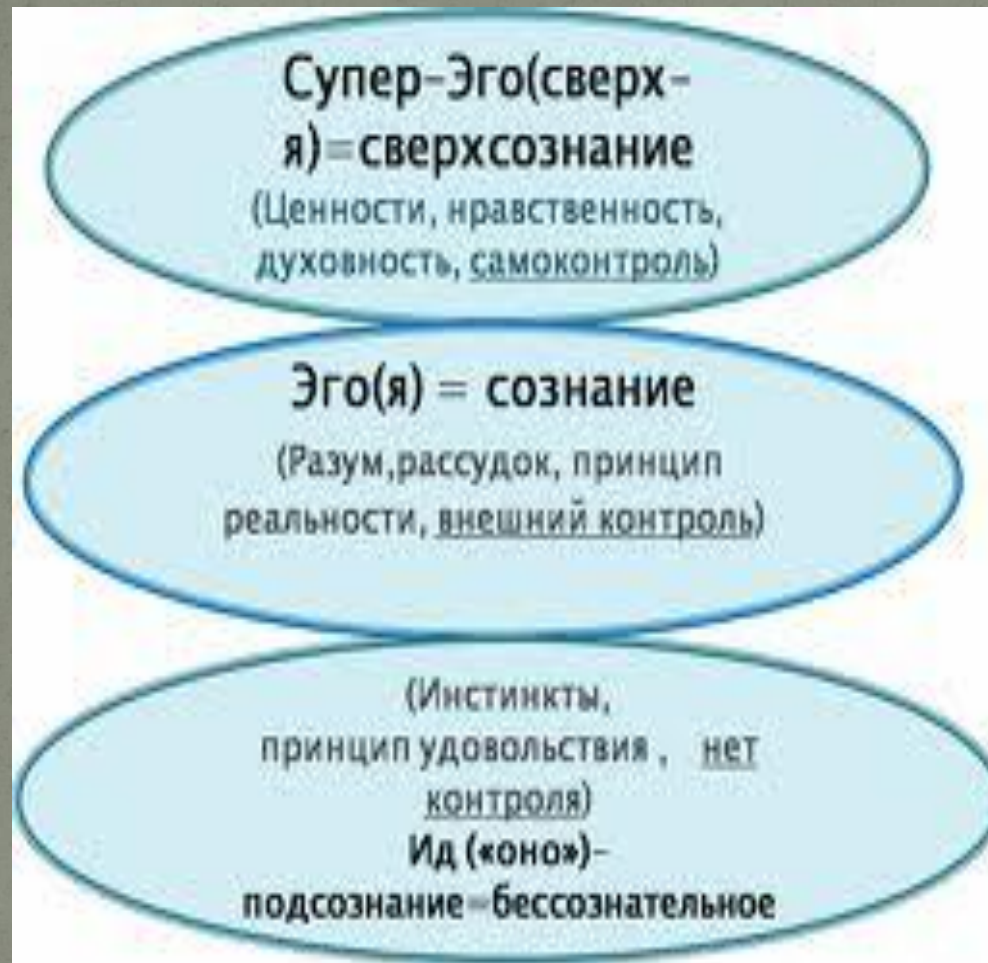 Супер-Эго(сверх-
я)=сверхсознание
(Ценности, нравственность,
духовность, самоконтроль)
Эго(я) = сознание
(Разум,рассудок, принцип
реальности, внешний контроль)
(Инстинкты,
принцип удовольствия , нет
контроля)
Ид («оно»)-
подсознание=бессознательное